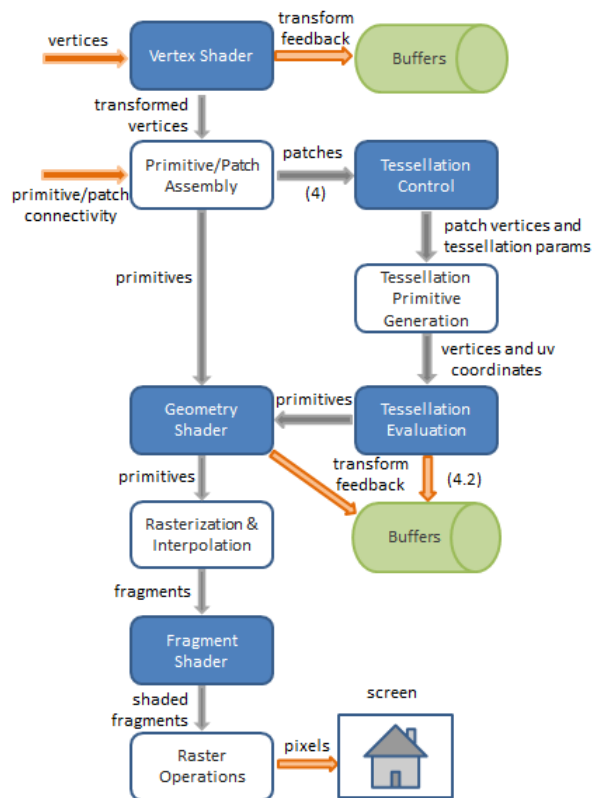 vertices
Vertex Shader
transform
feedback
Buffers
transformed
vertices
primitive/patch
connectivity
Primitive/Patch
Assembly
patches
(4)
Tessellation
Control
patch vertices and
tessellation params
primitives
Tessellation
Primitive
Generation
vertices and uv
coordinates
Geometry
Shader
primitives
Tessellation
Evaluation
transform
feedback
(4.2)
Buffers
primitives
Rasterization &
Interpolation
fragments
Fragment
Shader
shaded
fragments
Raster
Operations
pixels
screen